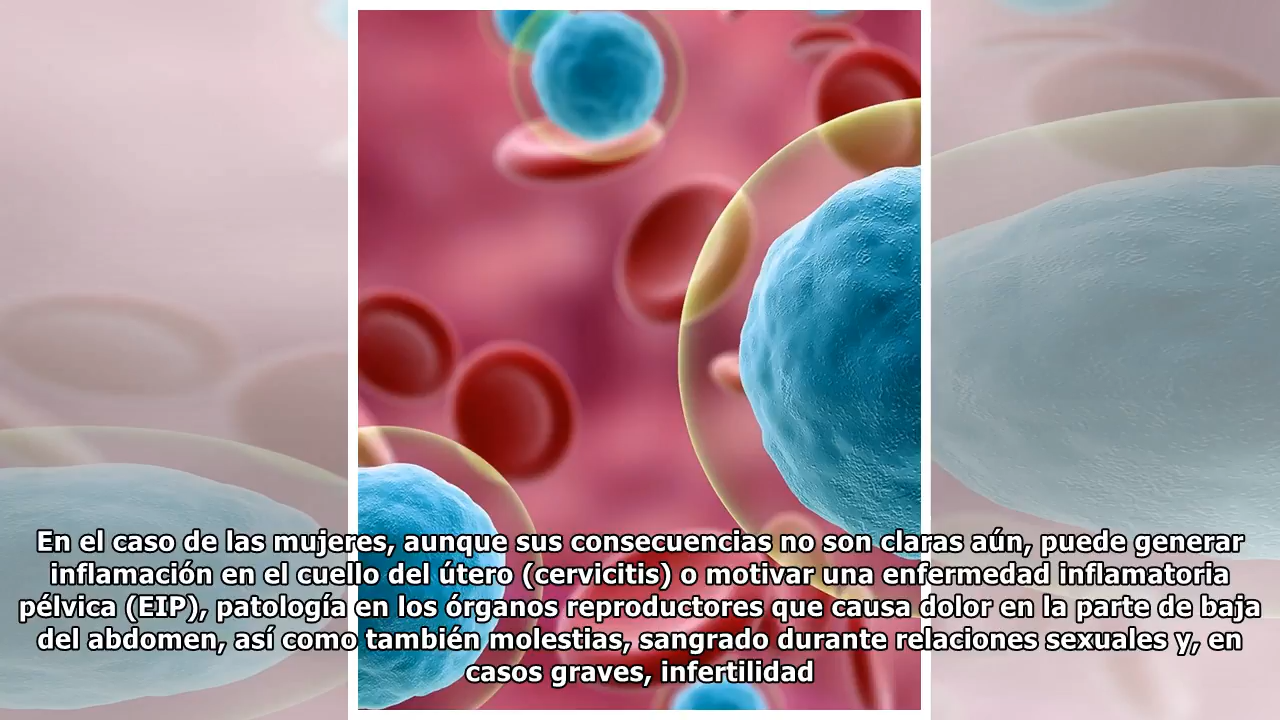 En el caso de las mujeres, aunque sus consecuencias no son claras aún, puede generar
inflamación en el cuello del útero (cervicitis) o motivar una enfermedad inflamatoria
pélvica (EIP), patología en los órganos reproductores que causa dolor en la parte de baja
del abdomen, así como también molestias, sangrado durante relaciones sexuales y, en
casos graves, infertilidad